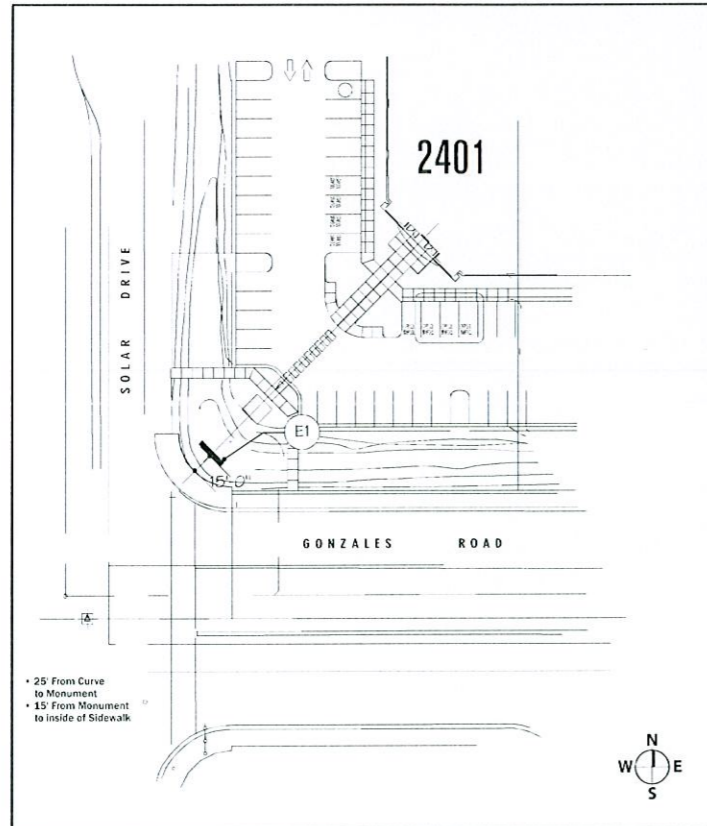 2401
SOLAR DRIVE
E1
15'0"
GONZALES ROAD
• 25' From Curve
to Monument
• 15' From Monument
to inside of Sidewalk
N
W E
S